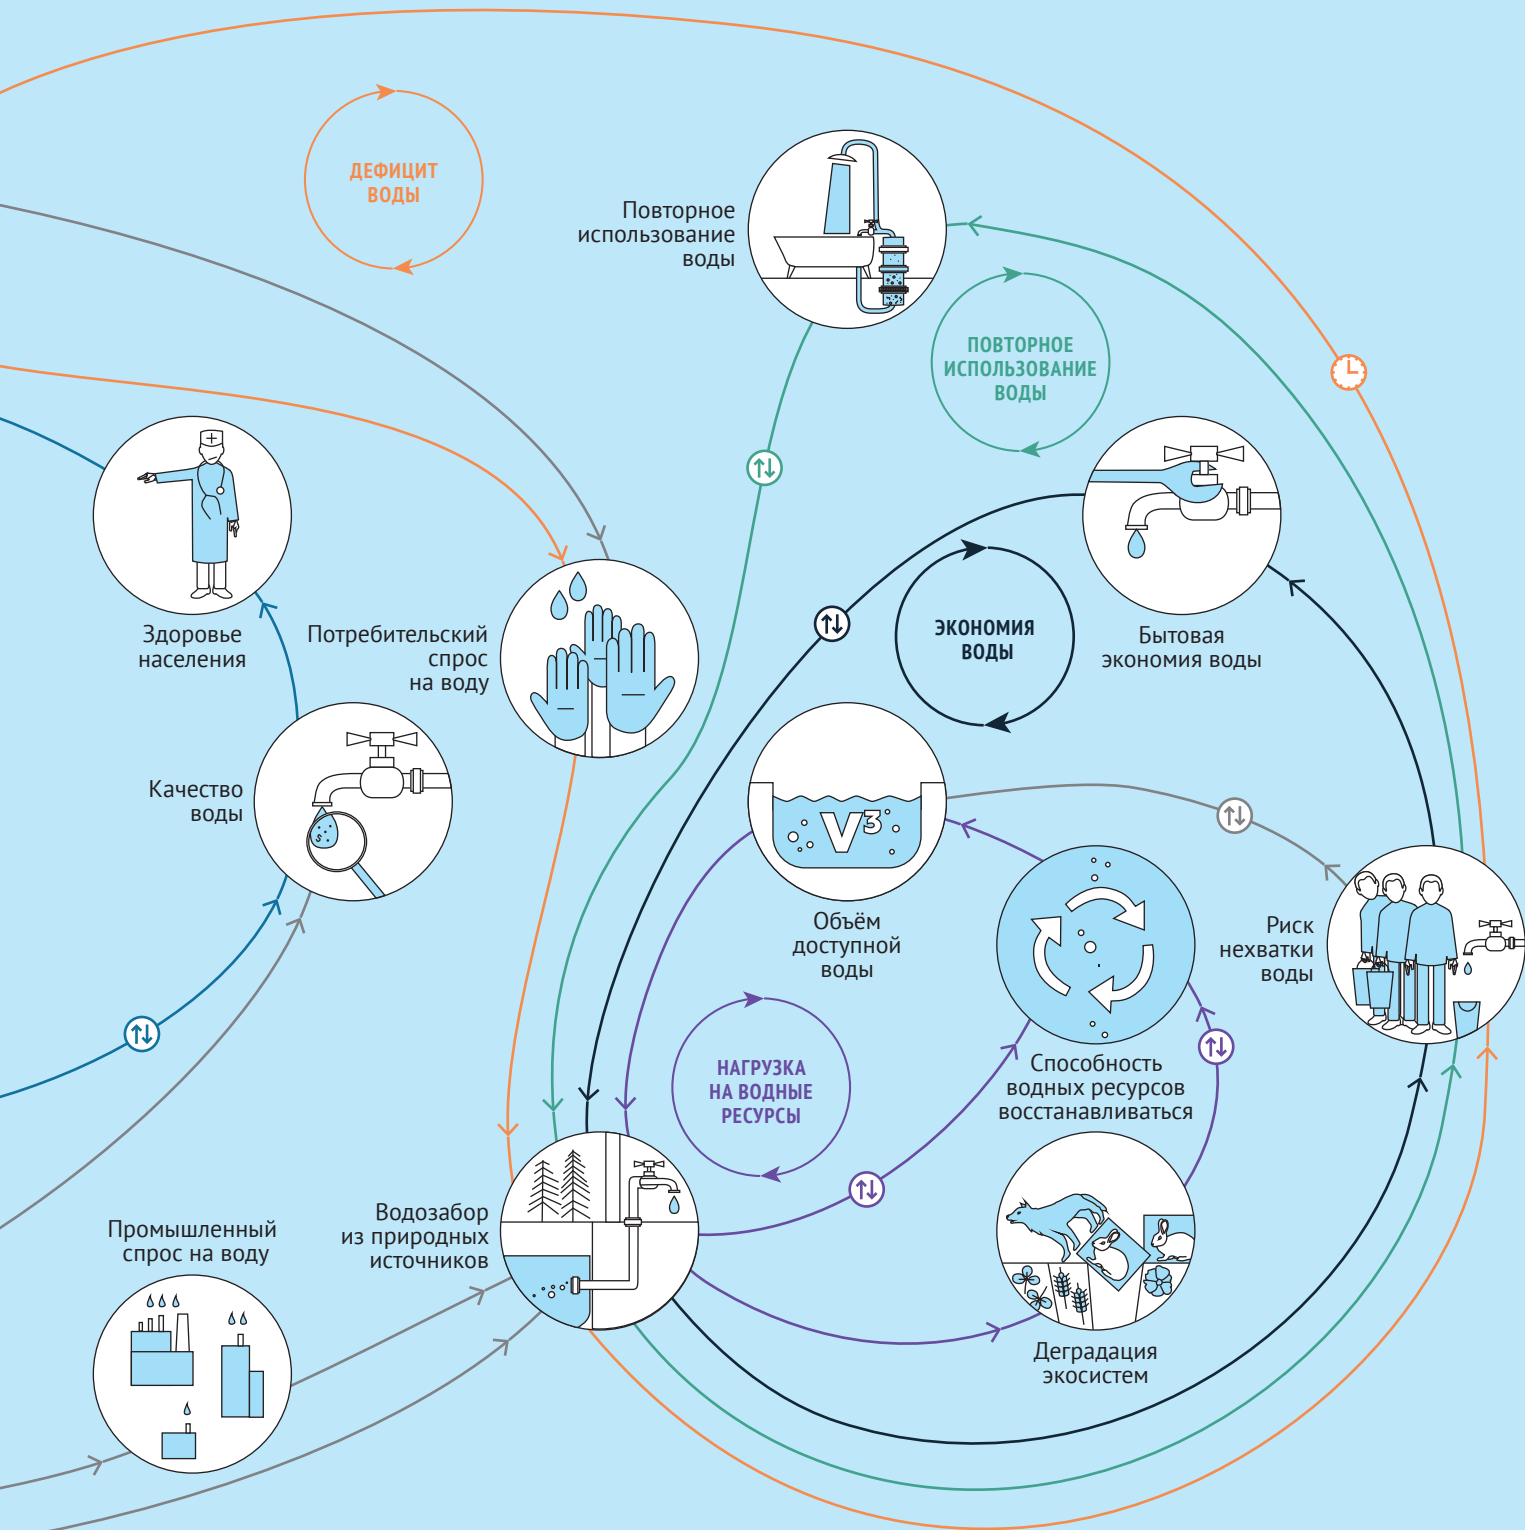 ДЕФИЦИТ
ВОДЫ
Повторное
использование
воды
ПОВТОРНОЕ
ИСПОЛЬЗОВАНИЕ
ВОДЫ
Здоровье
населения
Потребительский
спрос
на воду
ЭКОНОМИЯ
ВОДЫ
Бытовая
экономия воды
Качество
воды
S
V³
Объём
доступной
воды
Риск
нехватки
воды
НАГРУЗКА
НА ВОДНЫЕ
РЕСУРСЫ
Способность
водных ресурсов
восстанавливаться
Водозабор
из природных
источников
Промышленный
спрос на воду
Деградация
экосистем